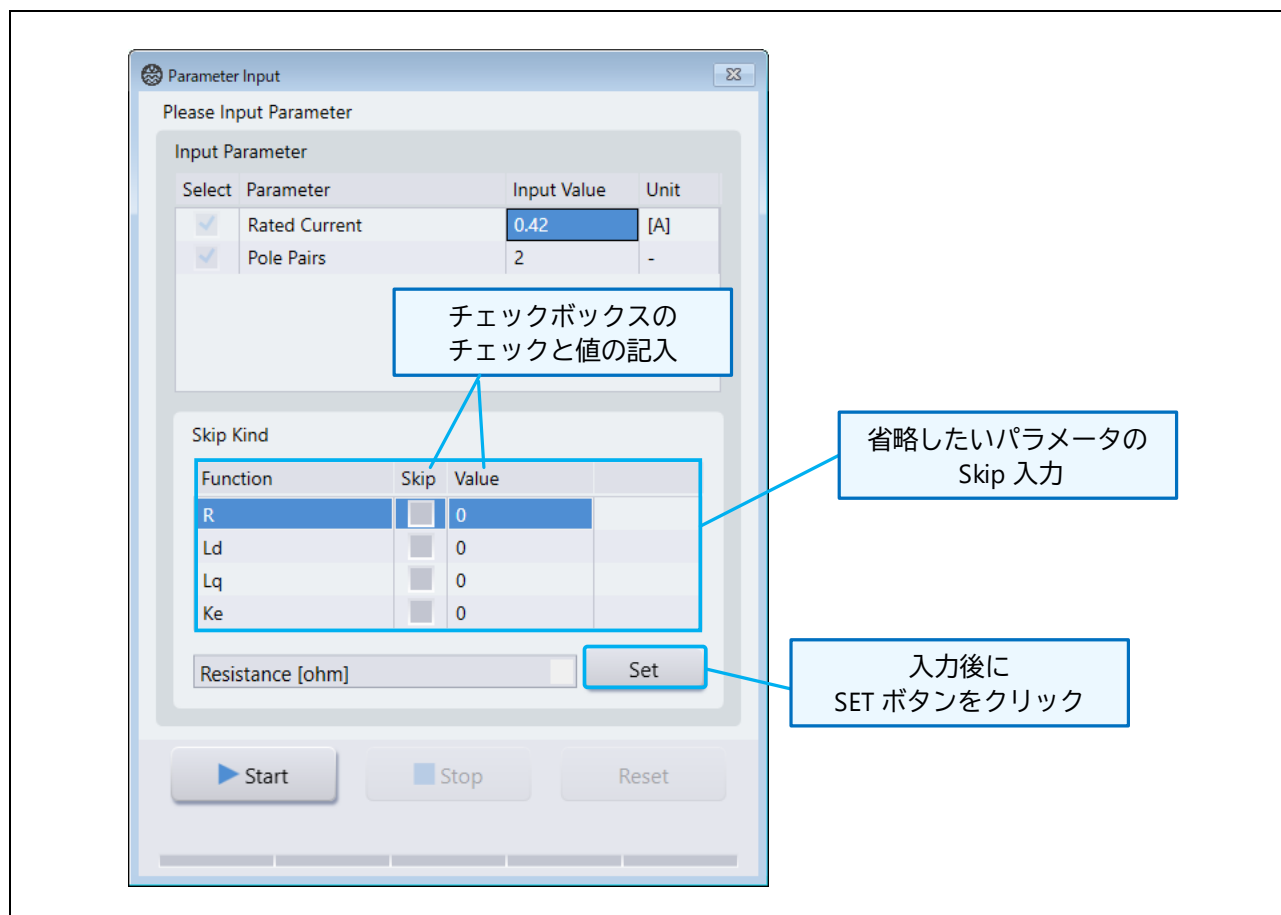 Parameter Input
Please Input Parameter
Input Parameter
Select Parameter Input Value Unit
Rated Current 0.42 [A]
Pole Pairs 2 -
チェックボックスの
チェックと値の記入
Skip Kind
省略したいパラメータの
Skip 入力
Function Skip Value
R 0
Ld 0
Lq 0
Ke 0
Resistance [ohm] Set
入力後に
SET ボタンをクリック
Start Stop Reset